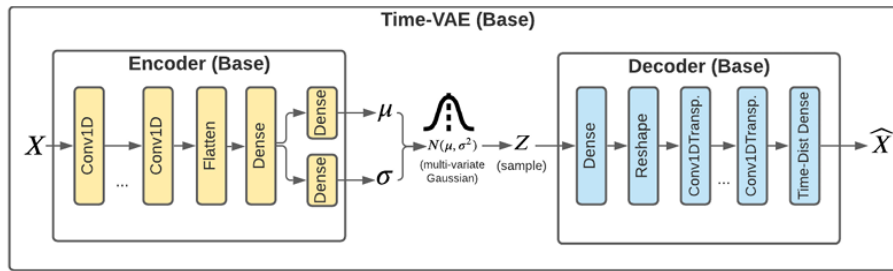 Time-VAE (Base)
Encoder (Base)
Decoder (Base)
X
Conv1D
...
Conv1D
Flatten
Dense
Dense
Dense
μ
σ
N(μ, σ²)
(multi-variate
Gaussian)
Z
(sample)
Dense
Reshape
Conv1DTransp.
...
Conv1DTransp.
Time-Dist Dense
X̂